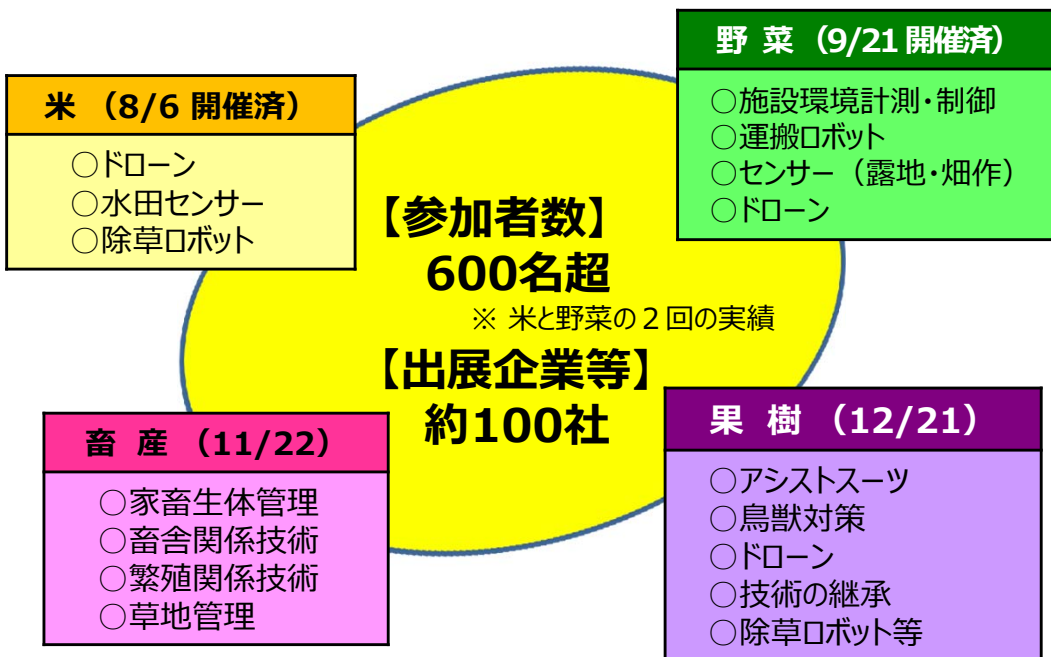 米 （8/6 開催済）
○ドローン
○水田センサー
○除草ロボット
野 菜 （9/21 開催済）
○施設環境計測・制御
○運搬ロボット
○センサー（露地・畑作）
○ドローン
【参加者数】
600名超
※ 米と野菜の２回の実績
【出展企業等】
約100社
畜 産 （11/22）
○家畜生体管理
○畜舎関係技術
○繁殖関係技術
○草地管理
果 樹 （12/21）
○アシストスーツ
○鳥獣対策
○ドローン
○技術の継承
○除草ロボット等